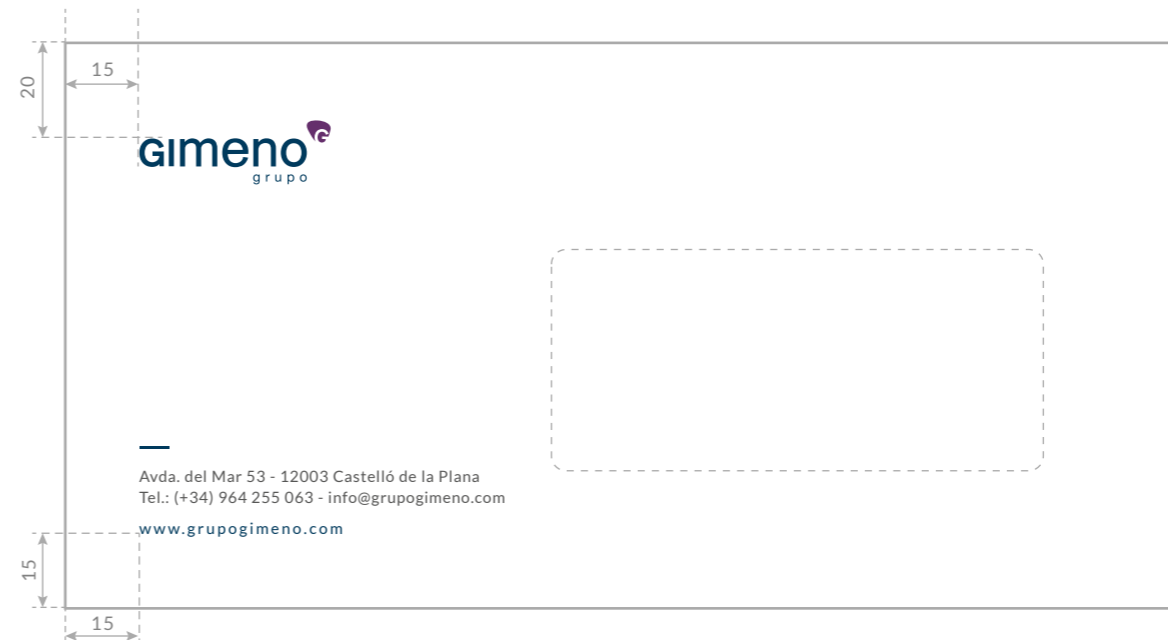 15
20
GIMENO
G
grupo
Avda. del Mar 53 - 12003 Castelló de la Plana
Tel.: (+34) 964 255 063 - info@grupogimeno.com
www.grupogimeno.com
15
15